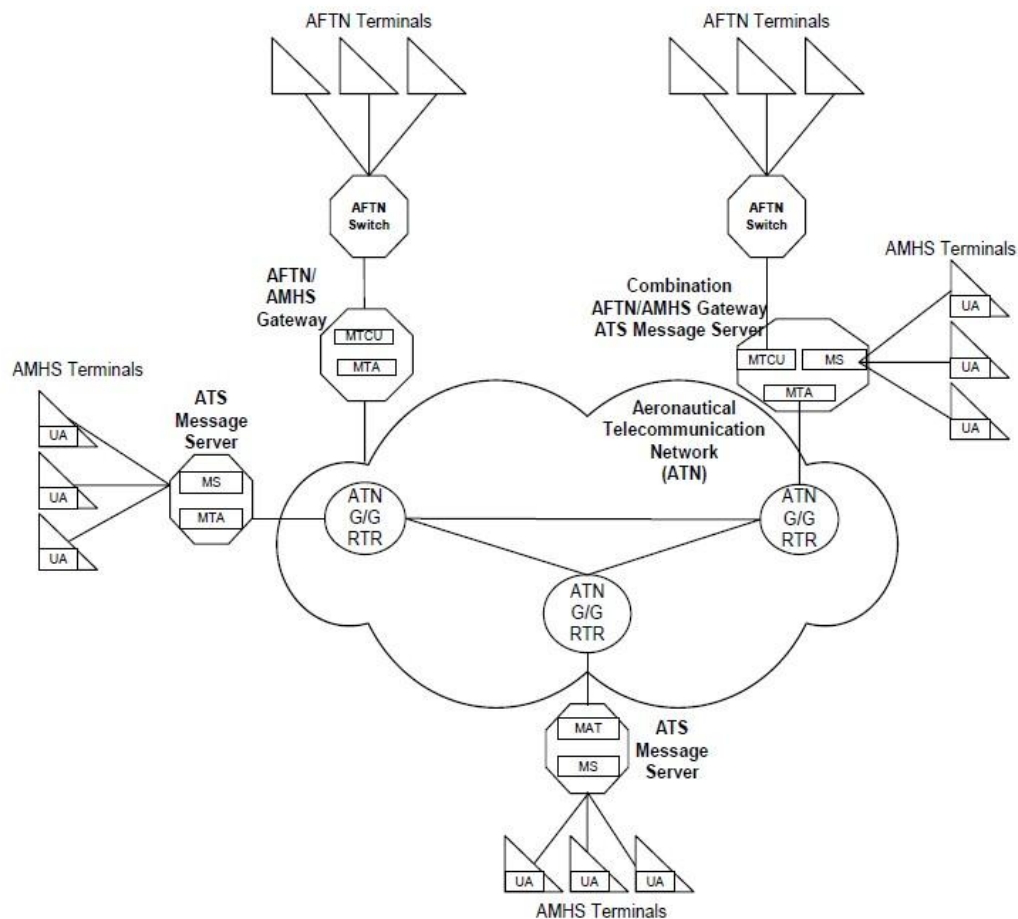 AFTN Terminals
AFTN Terminals
AFTN
Switch
AFTN
Switch
AFTN/
AMHS
Gateway
MTCU
MTA
Combination
AFTN/AMHS Gateway
ATS Message Server
MTCU
MS
MTA
AMHS Terminals
UA
UA
UA
AMHS Terminals
UA
UA
UA
ATS
Message
Server
MS
MTA
Aeronautical
Telecommunication
Network
(ATN)
ATN
G/G
RTR
ATN
G/G
RTR
ATN
G/G
RTR
MAT
MS
ATS
Message
Server
UA
UA
UA
AMHS Terminals